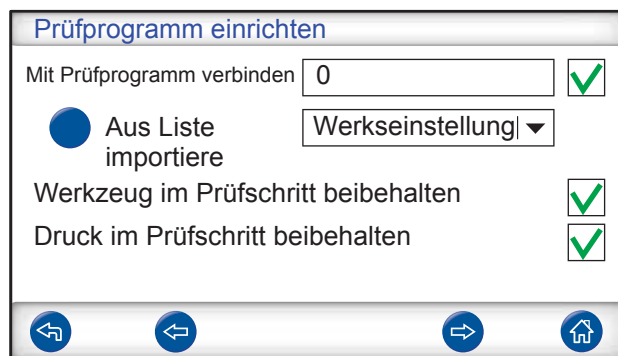 Prüfprogramm einrichten
Mit Prüfprogramm verbinden 0
Aus Liste Werkseinstellung
importiere
Werkzeug im Prüfschritt beibehalten
Druck im Prüfschritt beibehalten